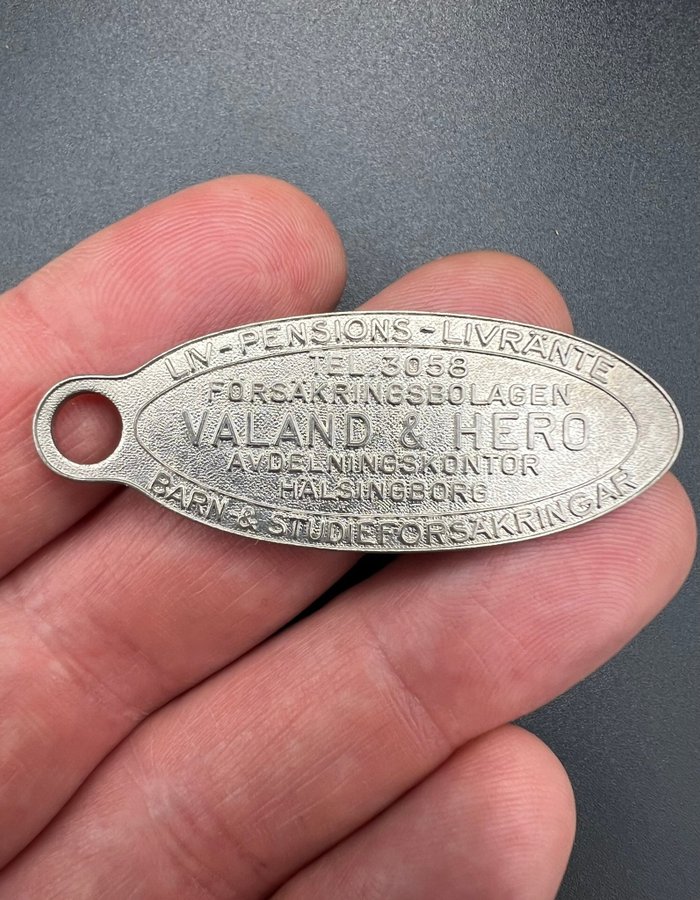 LIV-PENSIONS-LIVRÄNTE
TEL. 3058
FÖRSÄKRINGSBOLAGEN
VALAND & HERO
AVDELNINGSKONTOR
HÄLSINGBORG
BARN- & STUDIEFÖRSÄKRINGAR